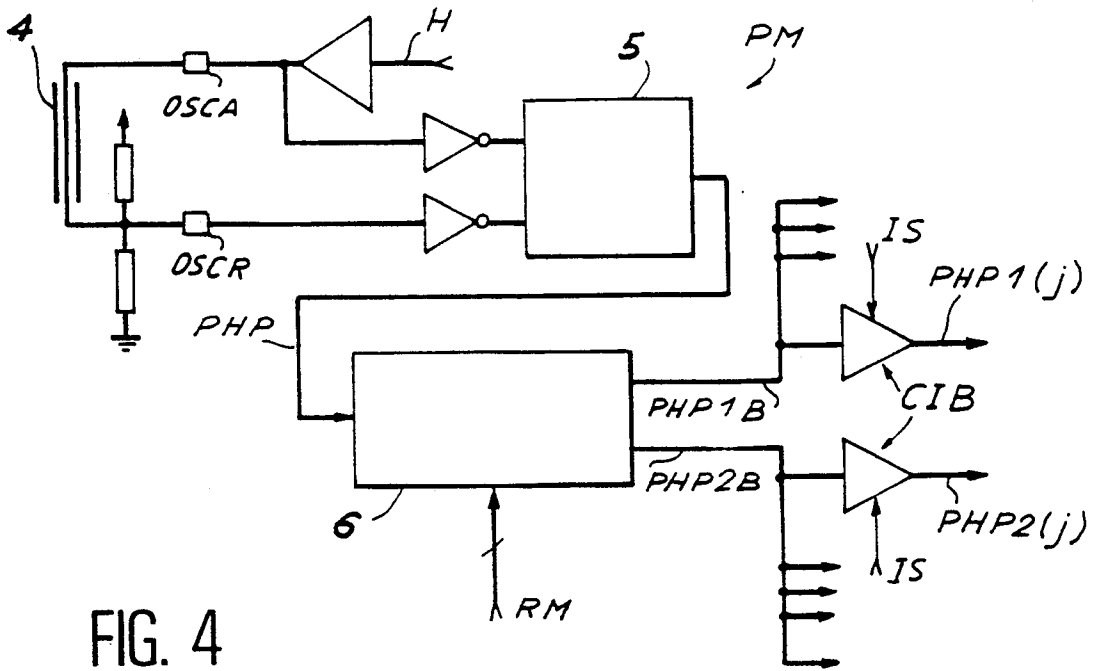 4
H
PM
5
OSCA
OSCR
IS
PHP1(j)
PHP
PHP1B
CIB
PHP2B
PHP2(j)
6
IS
RM
FIG. 4